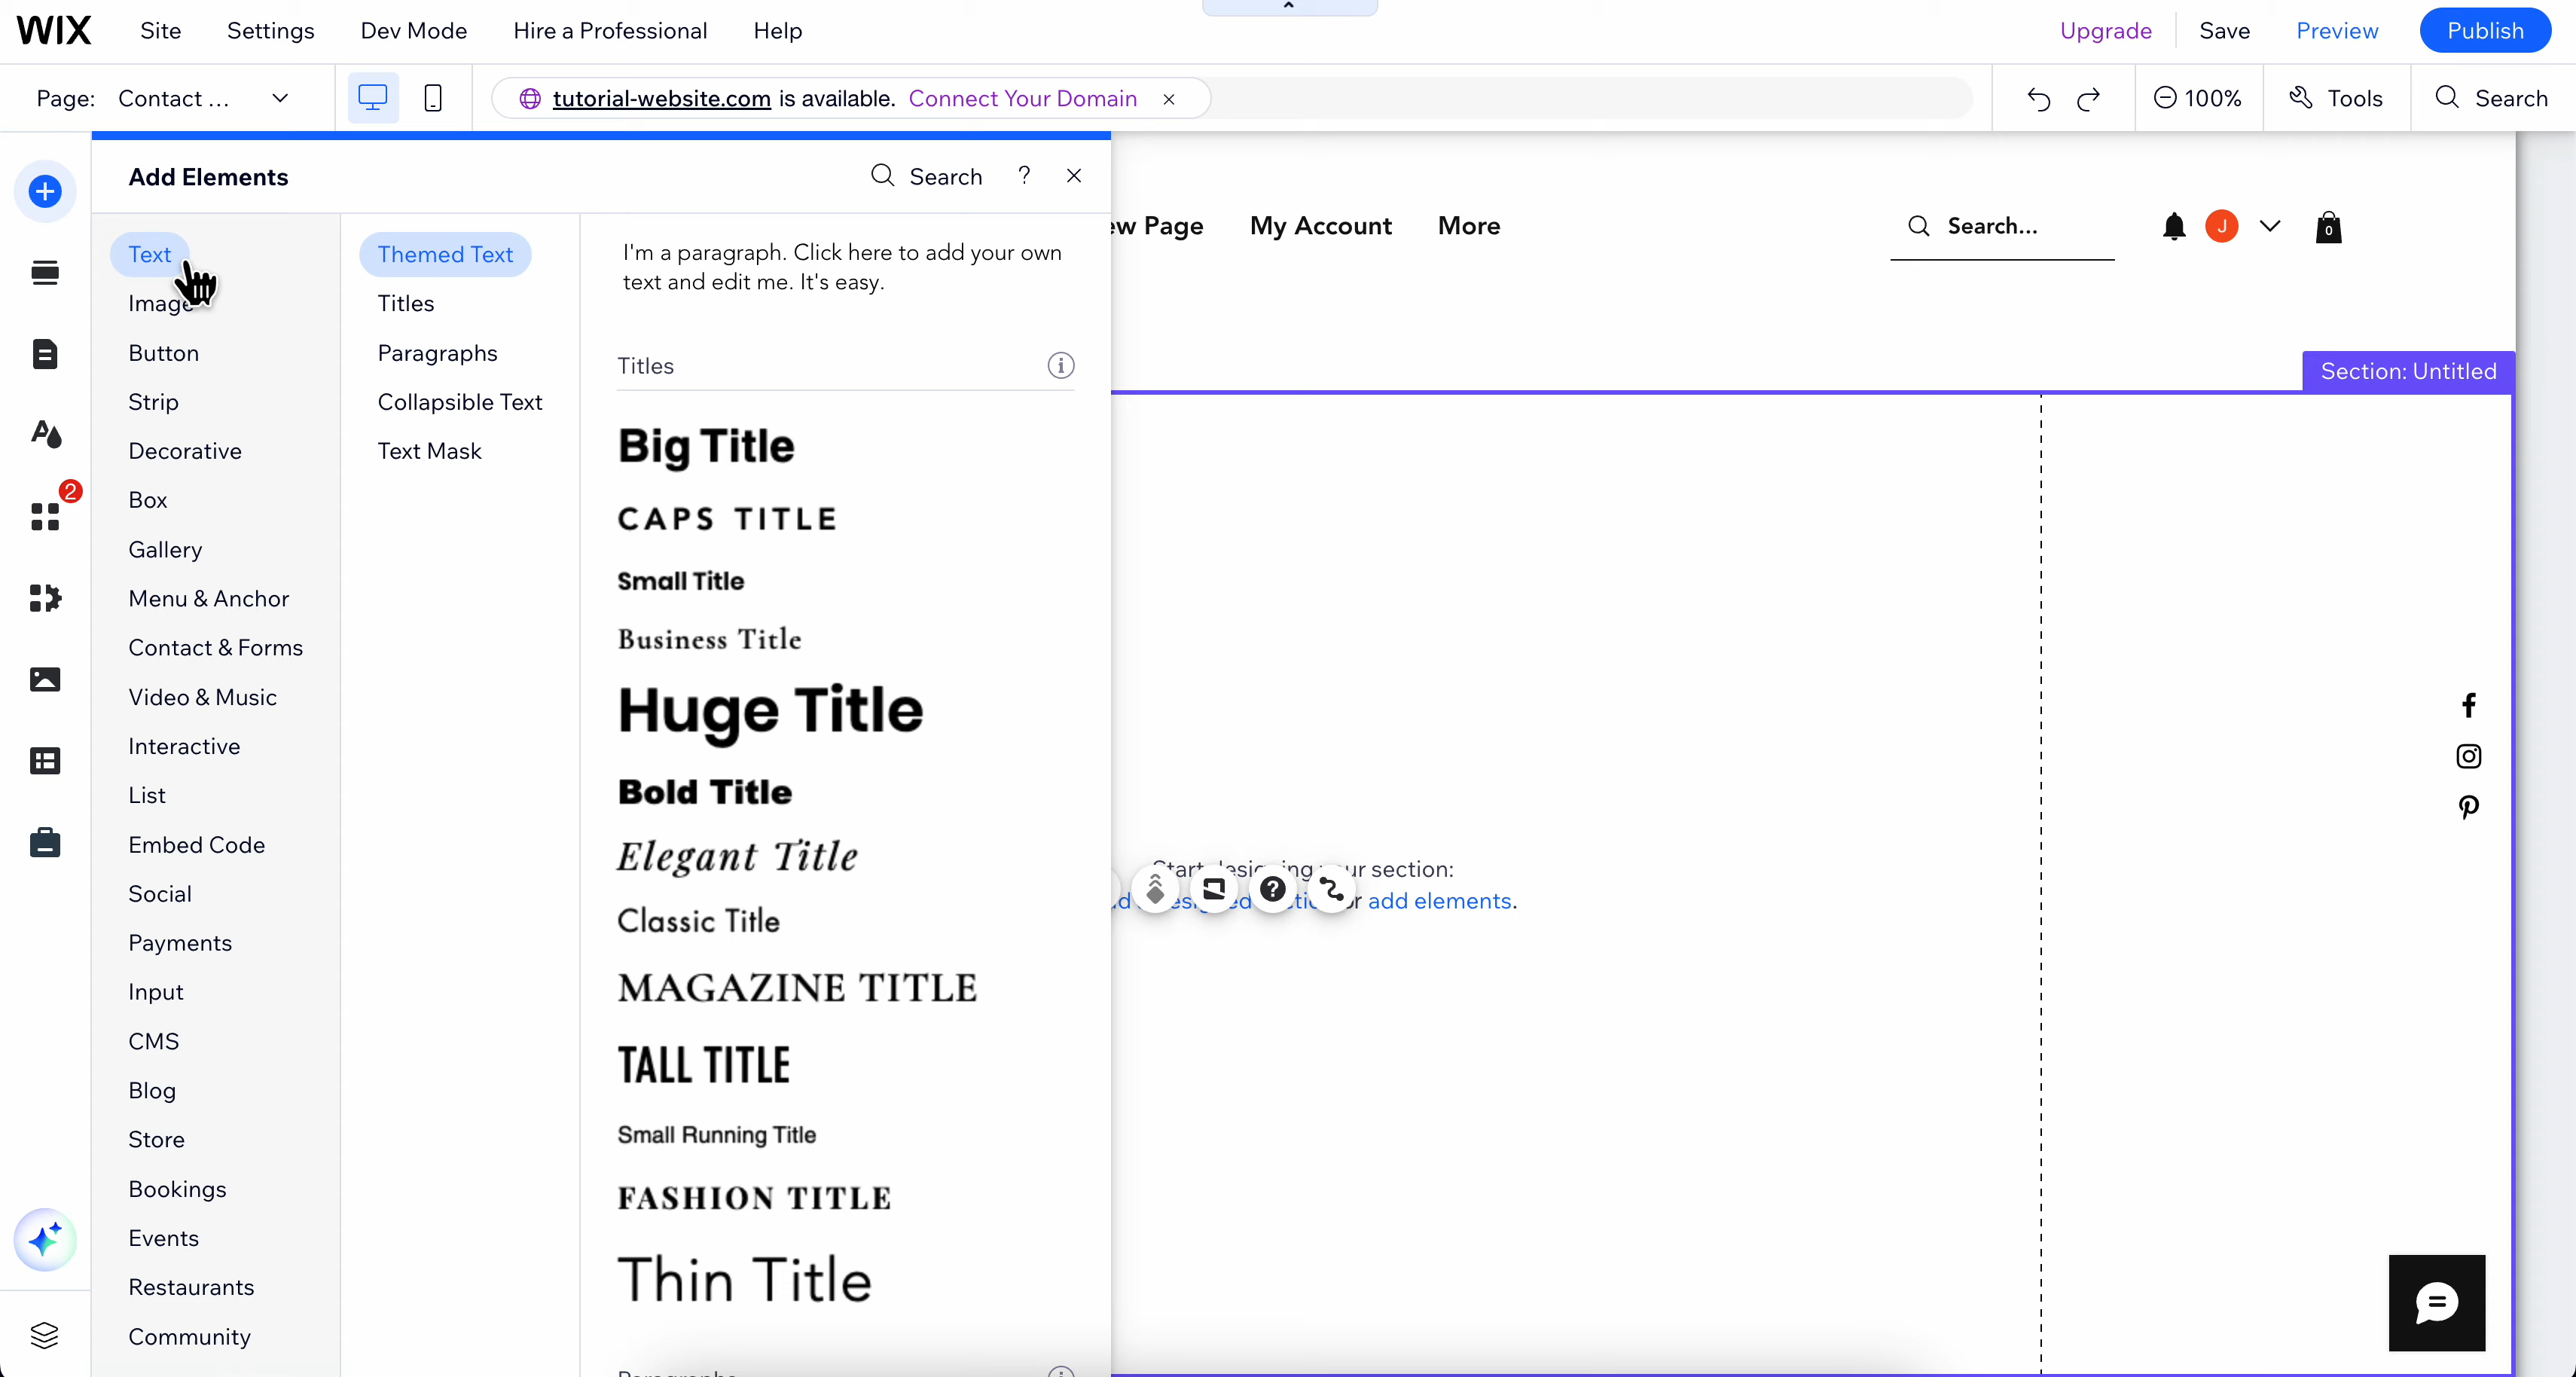 WIX Site Settings Dev Mode Hire a Professional Help Upgrade Save Preview Publish
Page: Contact ... tutorial-website.com is available. Connect Your Domain 100% Tools Search
Add Elements Search ?
Text
Image
Button
Strip
Decorative
Box
Gallery
Menu & Anchor
Contact & Forms
Video & Music
Interactive
List
Embed Code
Social
Payments
Input
CMS
Blog
Store
Bookings
Events
Restaurants
Community
2
Themed Text
Titles
Paragraphs
Collapsible Text
Text Mask
I'm a paragraph. Click here to add your own
text and edit me. It's easy.
Titles
Big Title
CAPS TITLE
Small Title
Business Title
Huge Title
Bold Title
Elegant Title
Classic Title
MAGAZINE TITLE
TALL TITLE
Small Running Title
FASHION TITLE
Thin Title
Page My Account More Search... J 0
Section: Untitled
section:
add elements.